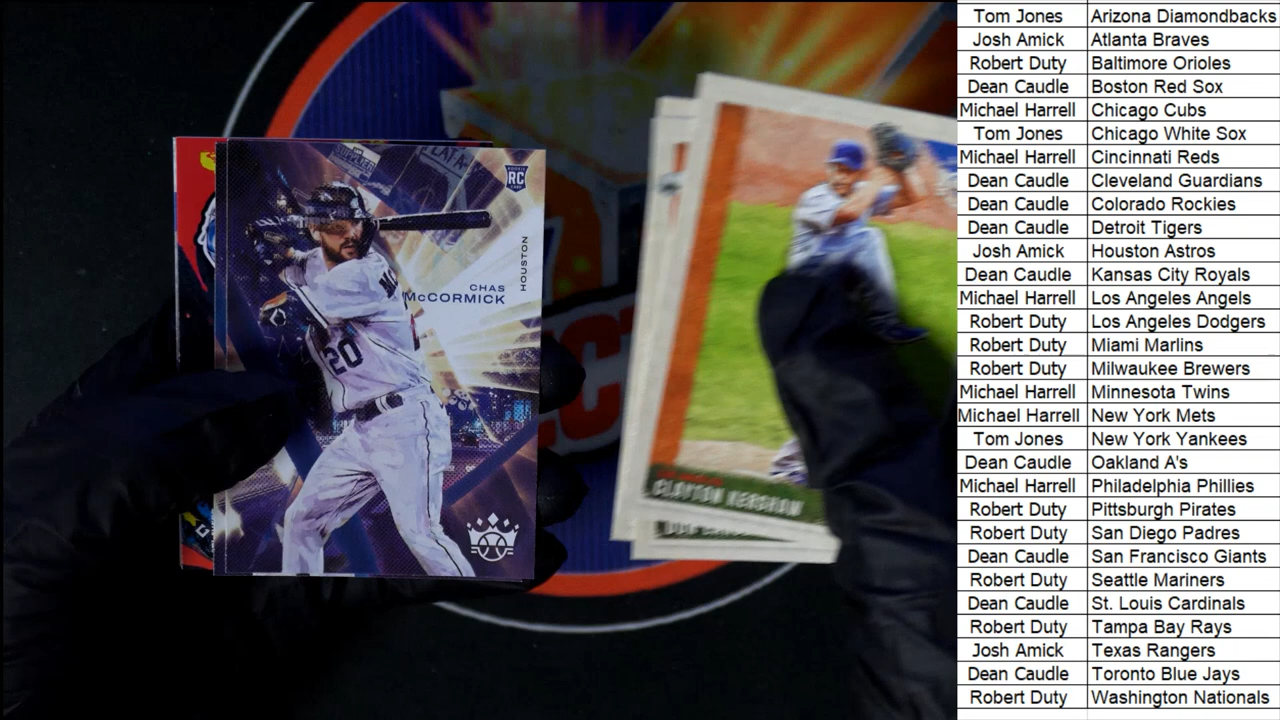 RC
HOUSTON
CHAS
McCORMICK
20
CLAYTON KERSHAW
Tom Jones Arizona Diamondbacks
Josh Amick Atlanta Braves
Robert Duty Baltimore Orioles
Dean Caudle Boston Red Sox
Michael Harrell Chicago Cubs
Tom Jones Chicago White Sox
Michael Harrell Cincinnati Reds
Dean Caudle Cleveland Guardians
Dean Caudle Colorado Rockies
Dean Caudle Detroit Tigers
Josh Amick Houston Astros
Dean Caudle Kansas City Royals
Michael Harrell Los Angeles Angels
Robert Duty Los Angeles Dodgers
Robert Duty Miami Marlins
Robert Duty Milwaukee Brewers
Michael Harrell Minnesota Twins
Michael Harrell New York Mets
Tom Jones New York Yankees
Dean Caudle Oakland A's
Michael Harrell Philadelphia Phillies
Robert Duty Pittsburgh Pirates
Robert Duty San Diego Padres
Dean Caudle San Francisco Giants
Robert Duty Seattle Mariners
Dean Caudle St. Louis Cardinals
Robert Duty Tampa Bay Rays
Josh Amick Texas Rangers
Dean Caudle Toronto Blue Jays
Robert Duty Washington Nationals